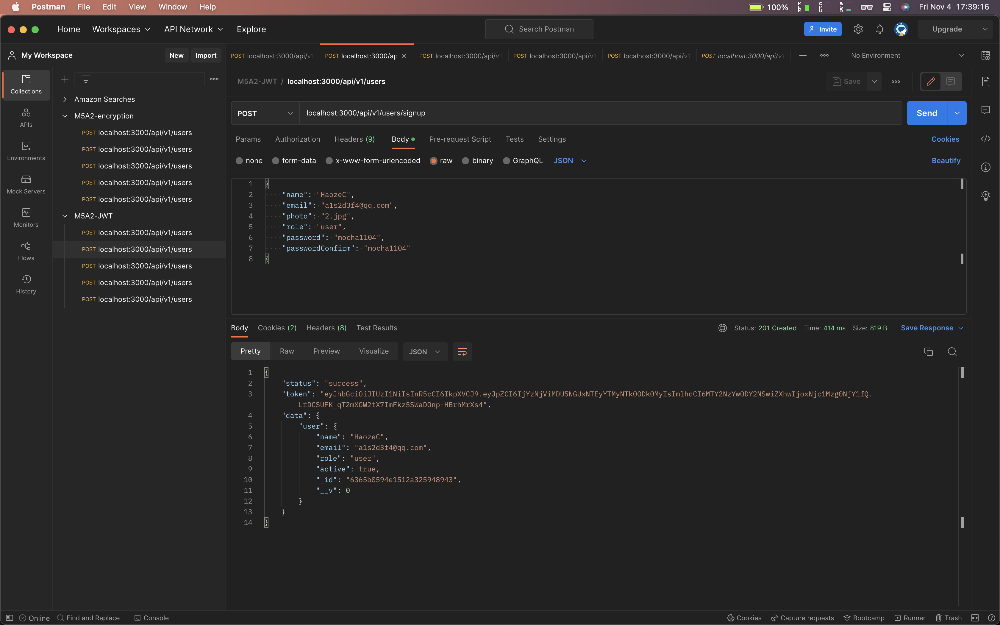 Postman File Edit View Window Help
100% MEM CPU SSD Fri Nov 4 17:39:16
Home Workspaces API Network Explore
Search Postman
Invite Upgrade
My Workspace New Import
POST localhost:3000/api/v1 POST localhost:3000/ap POST localhost:3000/api/v1 POST localhost:3000/api/v1 POST localhost:3000/api/v1 POST localhost:3000/api/v1
No Environment
Collections
APIs
Environments
Mock Servers
Monitors
Flows
History
Amazon Searches
M5A2-encryption
POST localhost:3000/api/v1/users
POST localhost:3000/api/v1/users
POST localhost:3000/api/v1/users
POST localhost:3000/api/v1/users
POST localhost:3000/api/v1/users
M5A2-JWT
POST localhost:3000/api/v1/users
POST localhost:3000/api/v1/users
POST localhost:3000/api/v1/users
POST localhost:3000/api/v1/users
POST localhost:3000/api/v1/users
M5A2-JWT / localhost:3000/api/v1/users
Save
POST localhost:3000/api/v1/users/signup
Send
Params Authorization Headers (9) Body Pre-request Script Tests Settings Cookies
none form-data x-www-form-urlencoded raw binary GraphQL JSON Beautify
1 {
2 "name": "HaozeC",
3 "email": "a1s2d3f4@qq.com",
4 "photo": "2.jpg",
5 "role": "user",
6 "password": "mocha1104",
7 "passwordConfirm": "mocha1104"
8 }
Body Cookies (2) Headers (8) Test Results
Status: 201 Created Time: 414 ms Size: 819 B Save Response
Pretty Raw Preview Visualize JSON
1 {
2 "status": "success",
3 "token": "eyJhbGciOiJIUzI1NiIsInR5cCI6IkpXVCJ9.eyJpZCI6IjYzNjViMDU5NGUxNTEyYTMyNTk0ODk0MyIsImlhdCI6MTY2NzYwODY2NSwiZXhwIjoxNjc1Mzg0NjY1fQ.
LfDCSUFK_qT2mXGW2tX7ImFkz5SWaDOnp-HBrhMrXs4",
4 "data": {
5 "user": {
6 "name": "HaozeC",
7 "email": "a1s2d3f4@qq.com",
8 "role": "user",
9 "active": true,
10 "_id": "6365b0594e1512a325948943",
11 "__v": 0
12 }
13 }
14 }
Online Find and Replace Console
Cookies Capture requests Bootcamp Runner Trash